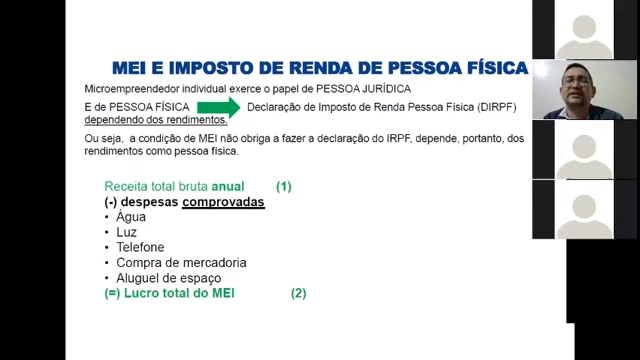 MEI E IMPOSTO DE RENDA DE PESSOA FÍSICA
Microempreendedor individual exerce o papel de PESSOA JURÍDICA
E de PESSOA FÍSICA Declaração de Imposto de Renda Pessoa Física (DIRPF)
dependendo dos rendimentos.
Ou seja, a condição de MEI não obriga a fazer a declaração do IRPF, depende, portanto, dos
rendimentos como pessoa física.
Receita total bruta anual (1)
(-) despesas comprovadas
• Água
• Luz
• Telefone
• Compra de mercadoria
• Aluguel de espaço
(=) Lucro total do MEI (2)